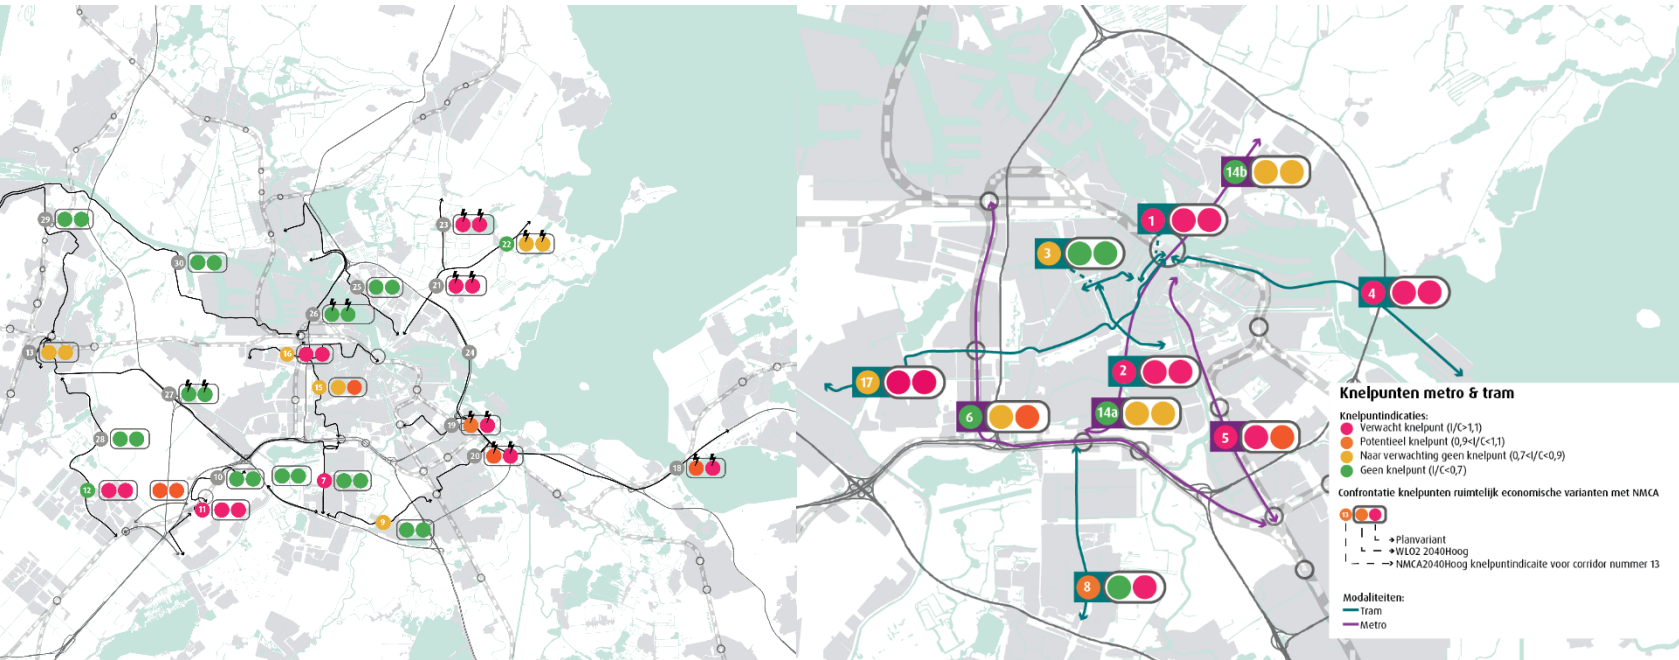 29
30
23
22
21
25
26
13
16
24
15
27
19
28
20
18
10
7
12
11
9
14b
1
3
4
2
17
14a
6
5
8
Knelpunten metro & tram
Knelpuntindicaties:
Verwacht knelpunt (I/C>1,1)
Potentieel knelpunt (0,9<I/C<1,1)
Naar verwachting geen knelpunt (0,7<I/C<0,9)
Geen knelpunt (I/C<0,7)
Confrontatie knelpunten ruimtelijk economische varianten met NMCA
13
Planvariant
WLO2 2040Hoog
NMCA2040Hoog knelpuntindicaite voor corridor nummer 13
Modaliteiten:
Tram
Metro